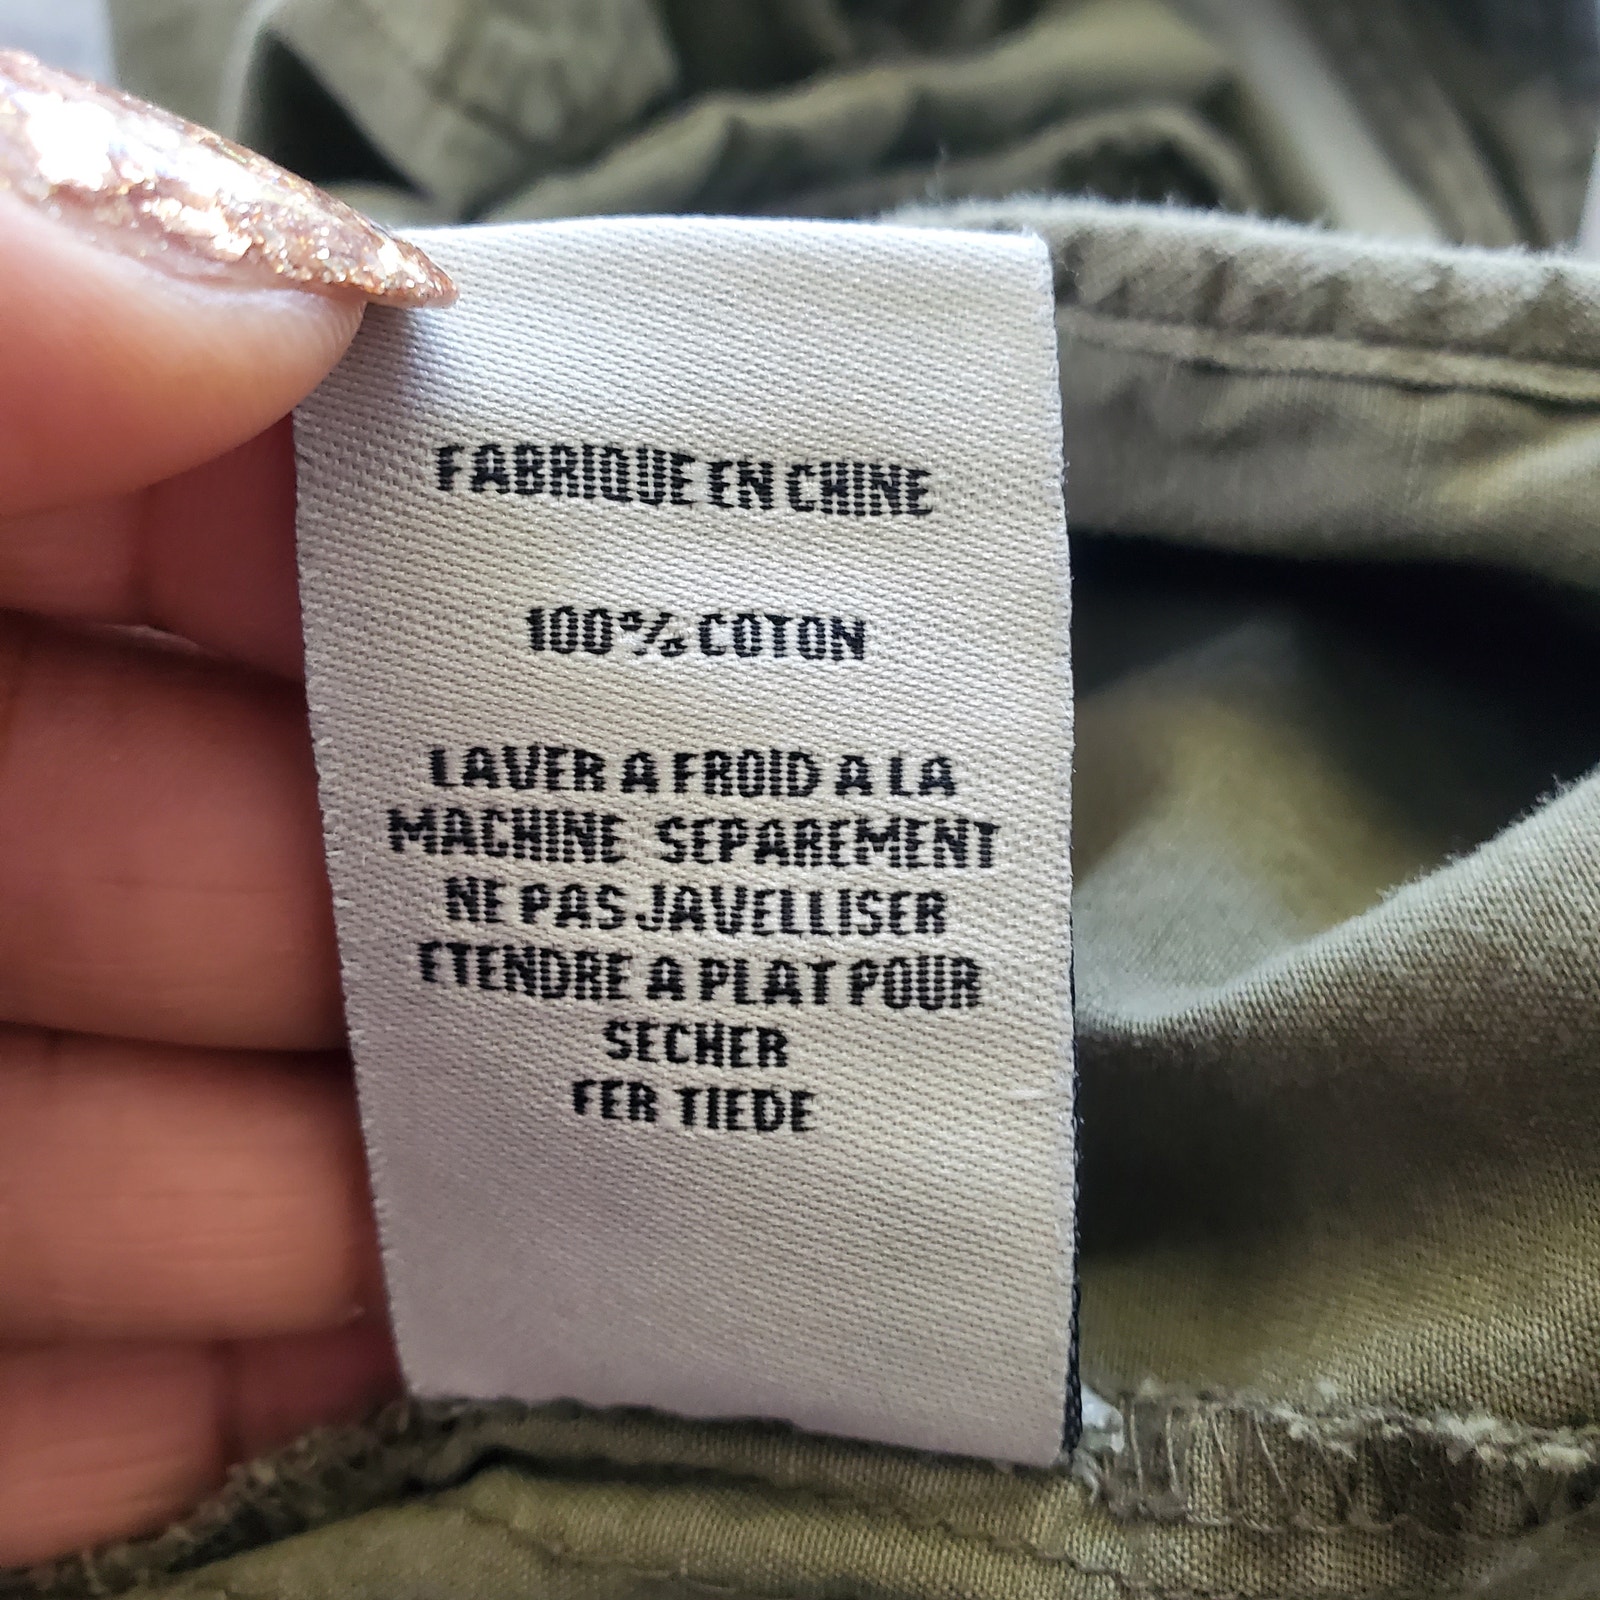 FABRIQUE EN CHINE
100% COTON
LAVER A FROID A LA
MACHINE SEPAREMENT
NE PAS JAVELLISER
ETENDRE A PLAT POUR
SECHER
FER TIEDE